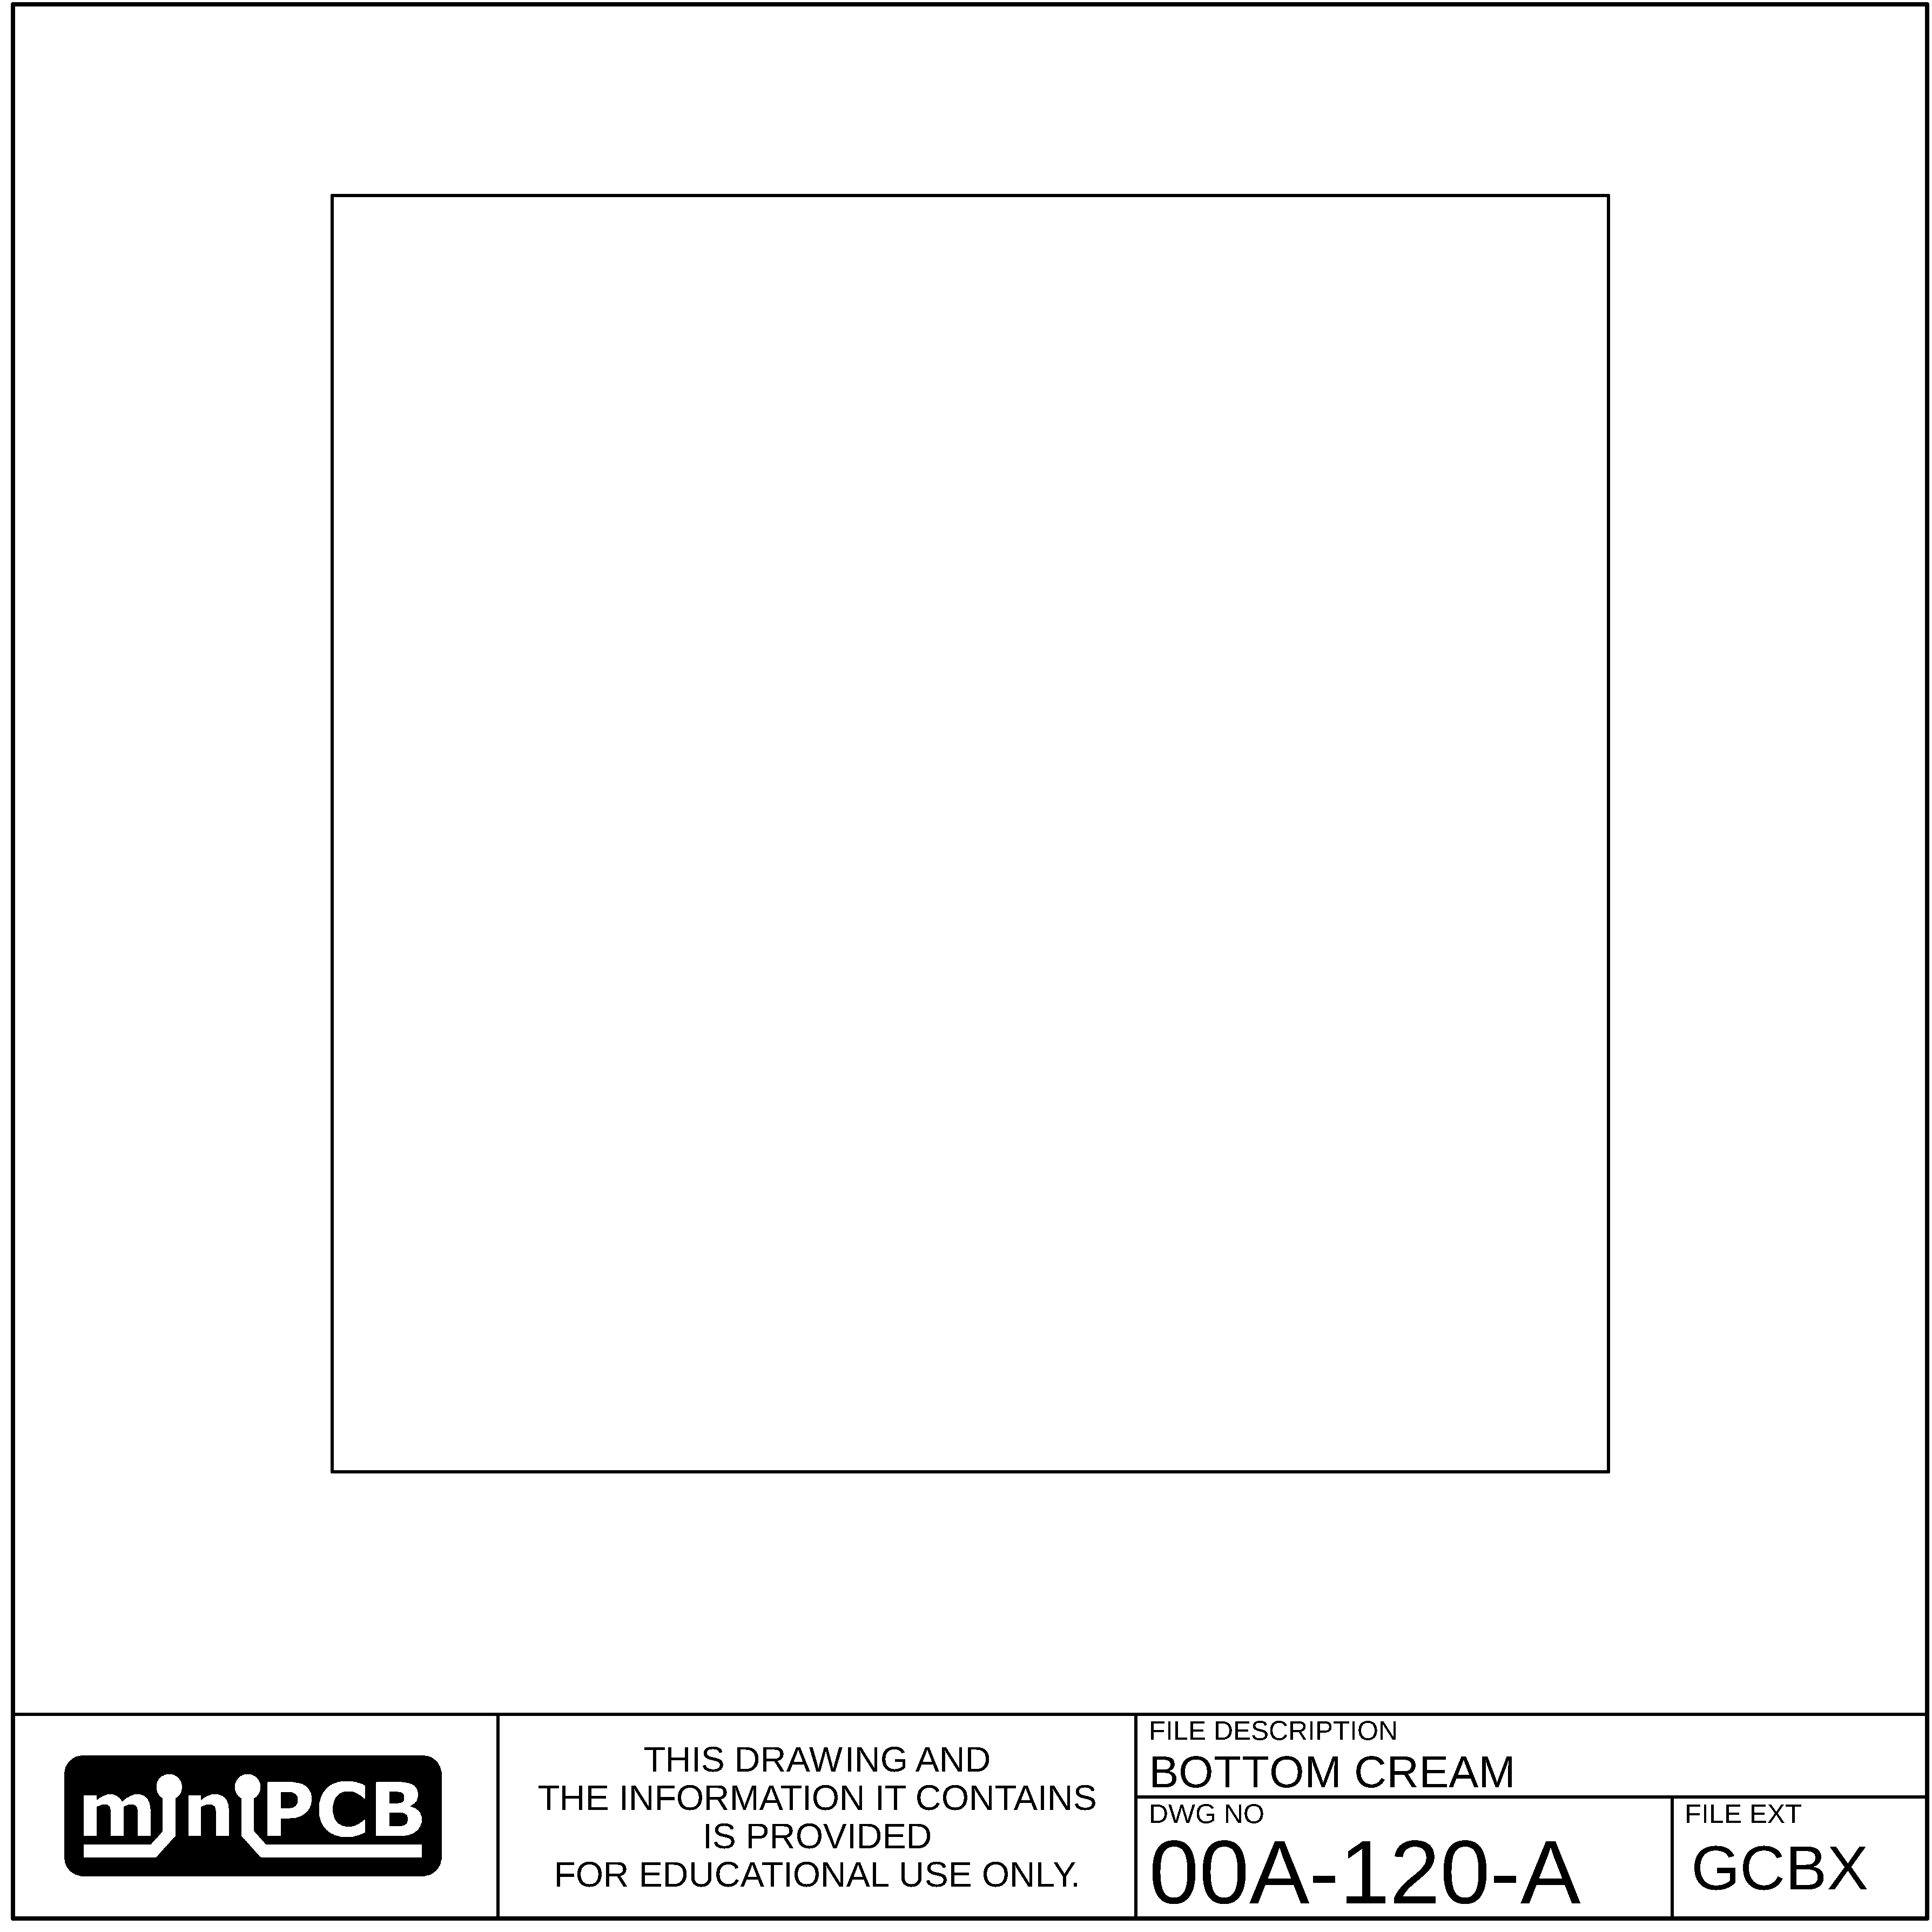 miniPCB
THIS DRAWING AND
THE INFORMATION IT CONTAINS
IS PROVIDED
FOR EDUCATIONAL USE ONLY.
FILE DESCRIPTION
BOTTOM CREAM
DWG NO
00A-120-A
FILE EXT
GCBX